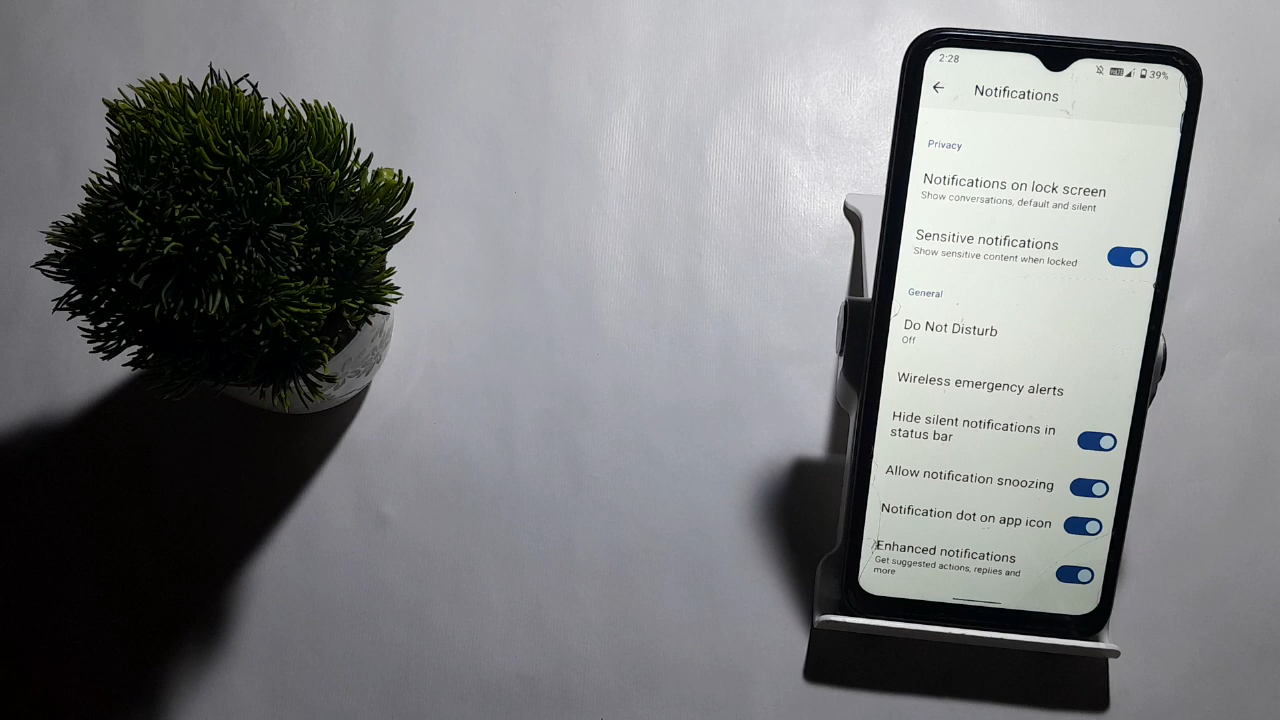 2:28
39%
Notifications
Privacy
Notifications on lock screen
Show conversations, default and silent
Sensitive notifications
Show sensitive content when locked
General
Do Not Disturb
Off
Wireless emergency alerts
Hide silent notifications in
status bar
Allow notification snoozing
Notification dot on app icon
Enhanced notifications
Get suggested actions, replies and
more